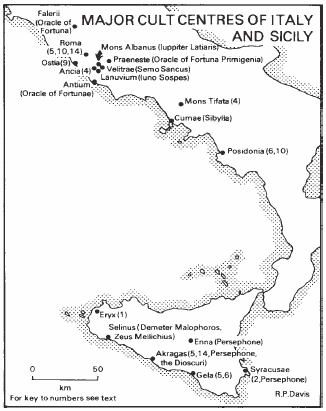 MAJOR CULT CENTRES OF ITALY
AND SICILY
Falerii
(Oracle of
Fortuna)
Roma
(5,10,14)
Mons Albanus (Iuppiter Latiaris)
Praeneste (Oracle of Fortuna Primigenia)
Ostia(9)
Velitrae (Semo Sancus)
Aricia(4)
Lanuvium (Iuno Sospes)
Antium
(Oracle of Fortunae)
Mons Tifata (4)
Cumae (Sibylla)
Posidonia (6,10)
Eryx (1)
Selinus (Demeter Malophoros,
Zeus Meilichius)
Enna (Persephone)
Akragas (5,14, Persephone,
the Dioscuri)
Syracusae
(2,Persephone)
Gela (5,6)
0 50
km
For key to numbers see text
R.P.Davis